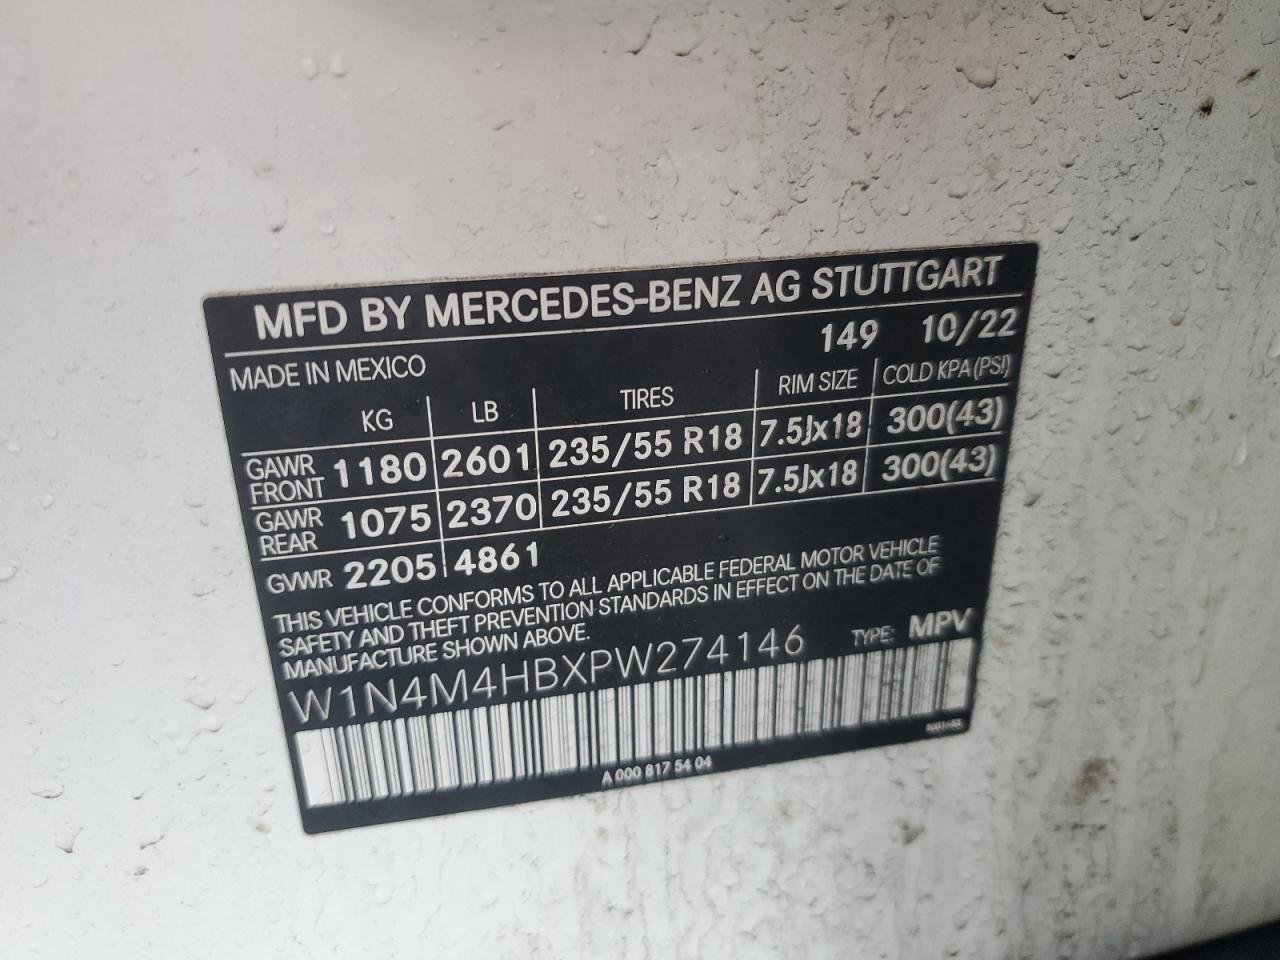 MFD BY MERCEDES-BENZ AG STUTTGART
149 10/22
MADE IN MEXICO
KG LB TIRES RIM SIZE COLD KPA (PSI)
GAWR FRONT 1180 2601 235/55 R18 7.5Jx18 300(43)
GAWR REAR 1075 2370 235/55 R18 7.5Jx18 300(43)
GVWR 2205 4861
THIS VEHICLE CONFORMS TO ALL APPLICABLE FEDERAL MOTOR VEHICLE
SAFETY AND THEFT PREVENTION STANDARDS IN EFFECT ON THE DATE OF
MANUFACTURE SHOWN ABOVE.
W1N4M4HBXPW274146 TYPE: MPV
A 000 817 54 04